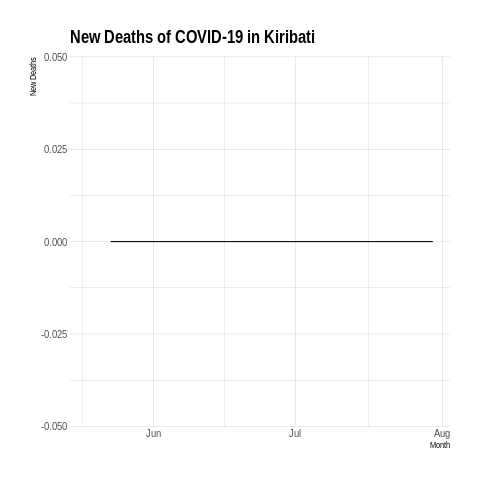 New Deaths of COVID-19 in Kiribati
New Deaths
0.050
0.025
0.000
-0.025
-0.050
Jun Jul Aug
Month